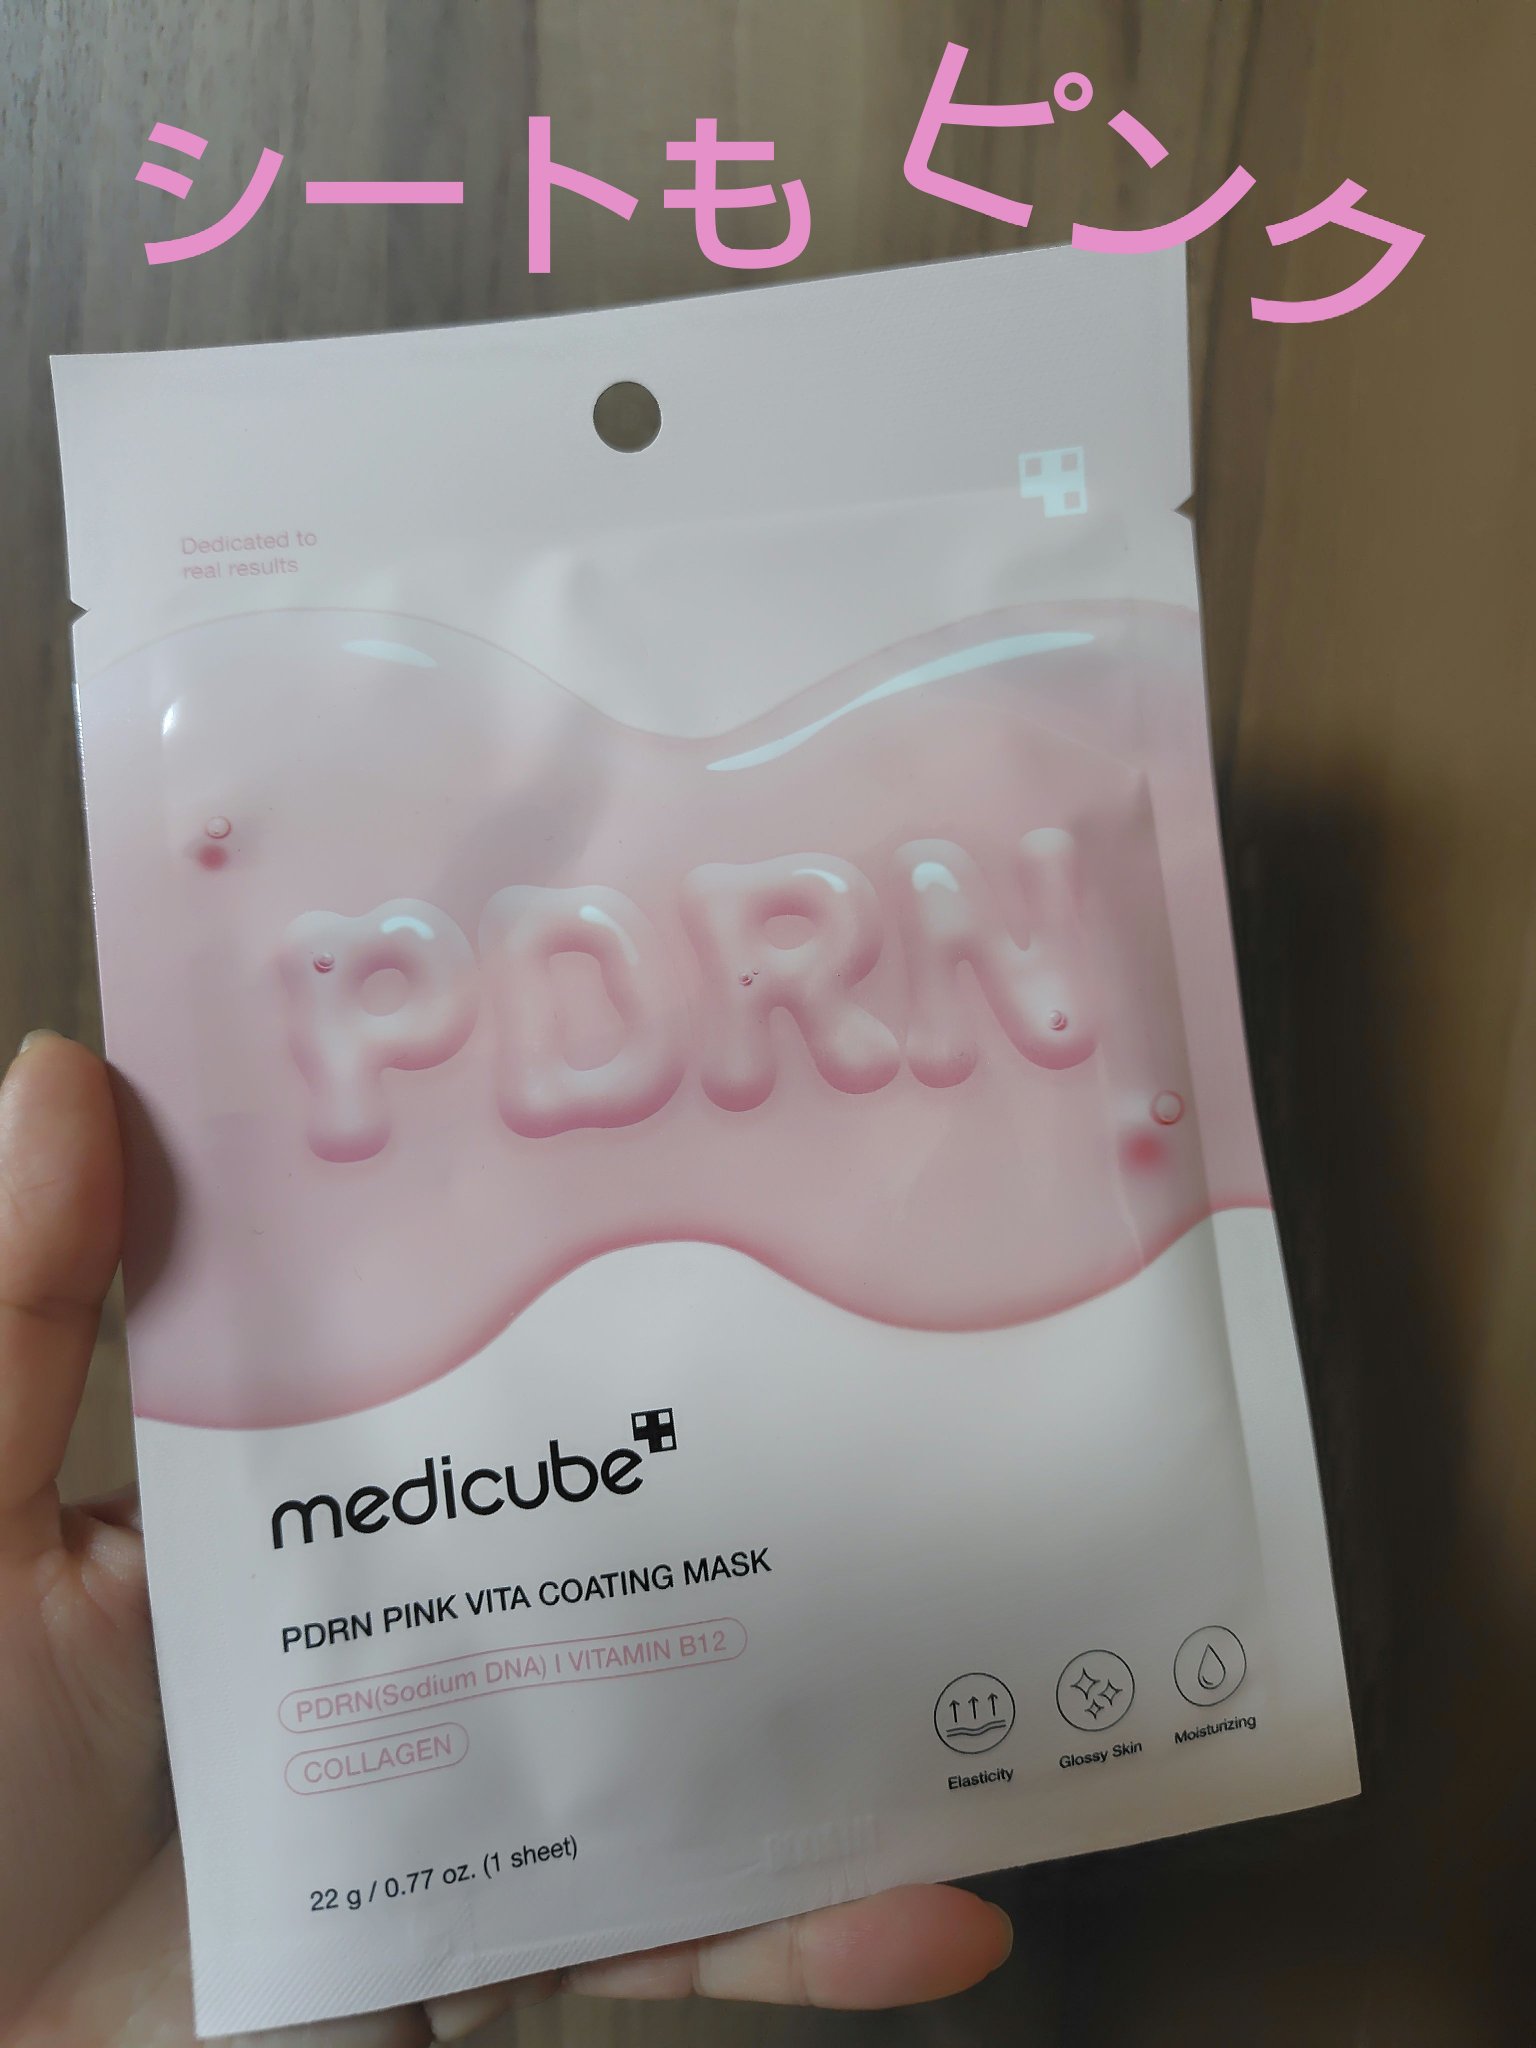 シートも ピンク
Dedicated to
real results
PDRN
medicube
PDRN PINK VITA COATING MASK
PDRN(Sodium DNA) I VITAMIN B12
COLLAGEN
Elasticity
Glossy Skin
Moisturizing
22 g / 0.77 oz. (1 sheet)